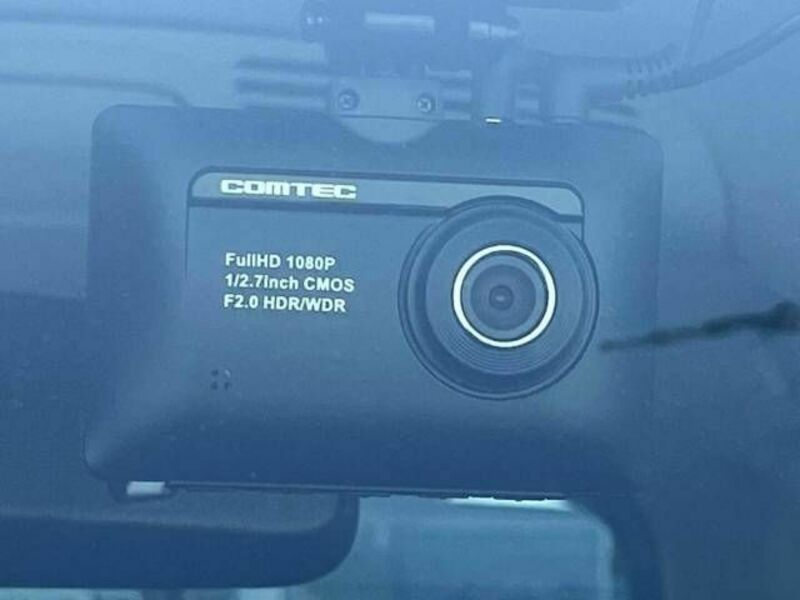 COMTEC
FullHD 1080P
1/2.7Inch CMOS
F2.0 HDR/WDR